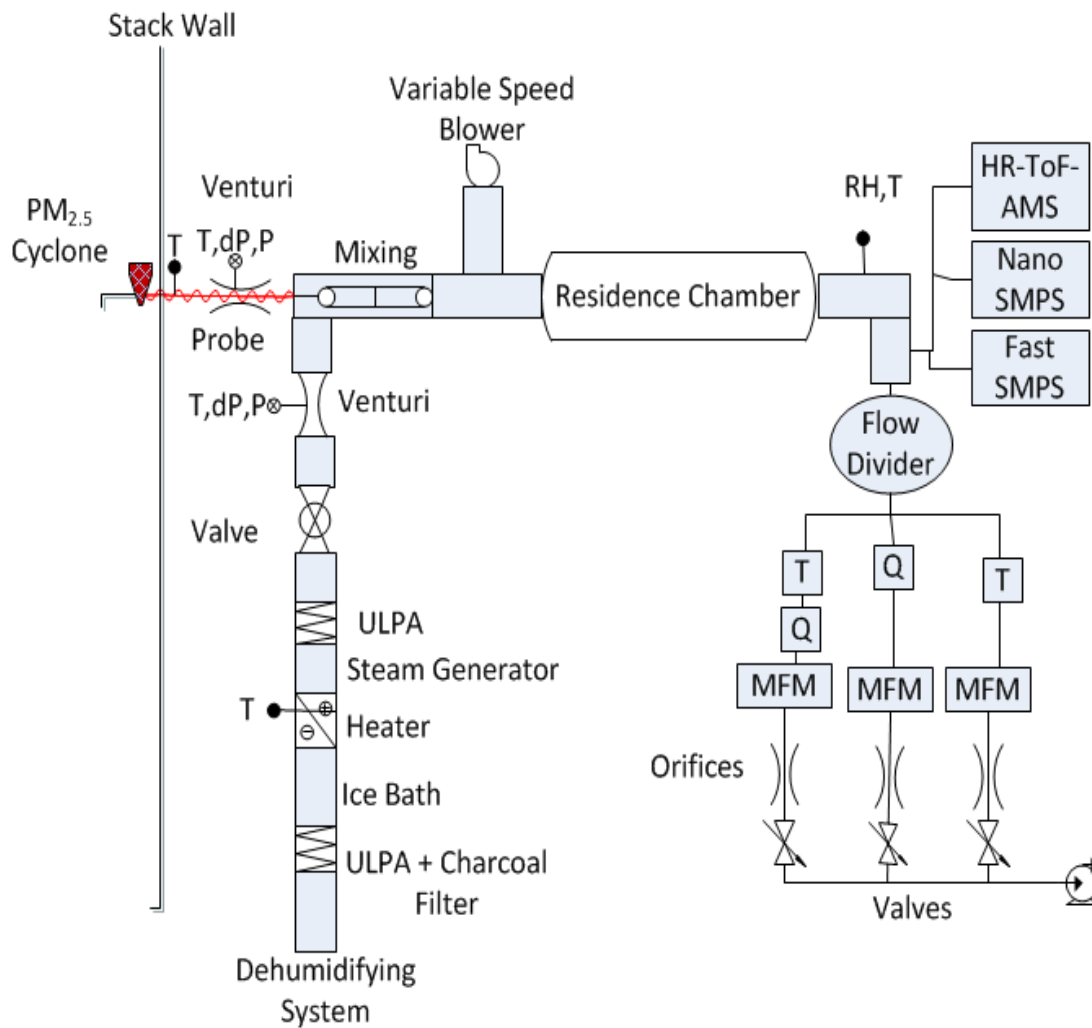 Stack Wall
Variable Speed
Blower
Venturi
T,dP,P
PM2.5
Cyclone
T
Mixing
Probe
RH,T
Residence Chamber
HR-ToF-
AMS
Nano
SMPS
Fast
SMPS
T,dP,P
Venturi
Flow
Divider
Valve
T
Q
T
Q
ULPA
Steam Generator
MFM
MFM
MFM
T
Heater
Orifices
Ice Bath
ULPA + Charcoal
Filter
Valves
Dehumidifying
System